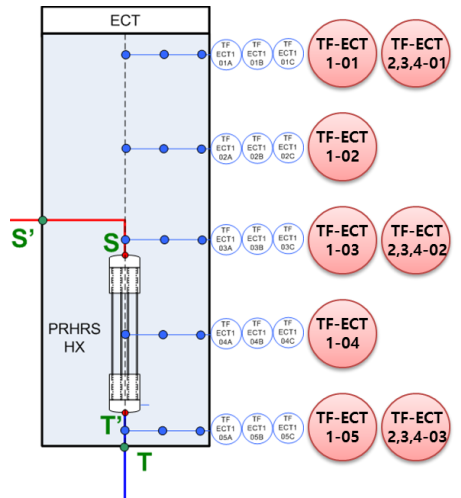 ECT
TF
ECT1
01A
TF
ECT1
01B
TF
ECT1
01C
TF-ECT
1-01
TF-ECT
2,3,4-01
TF
ECT1
02A
TF
ECT1
02B
TF
ECT1
02C
TF-ECT
1-02
S'
S
TF
ECT1
03A
TF
ECT1
03B
TF
ECT1
03C
TF-ECT
1-03
TF-ECT
2,3,4-02
PRHRS
HX
TF
ECT1
04A
TF
ECT1
04B
TF
ECT1
04C
TF-ECT
1-04
T'
T
TF
ECT1
05A
TF
ECT1
05B
TF
ECT1
05C
TF-ECT
1-05
TF-ECT
2,3,4-03